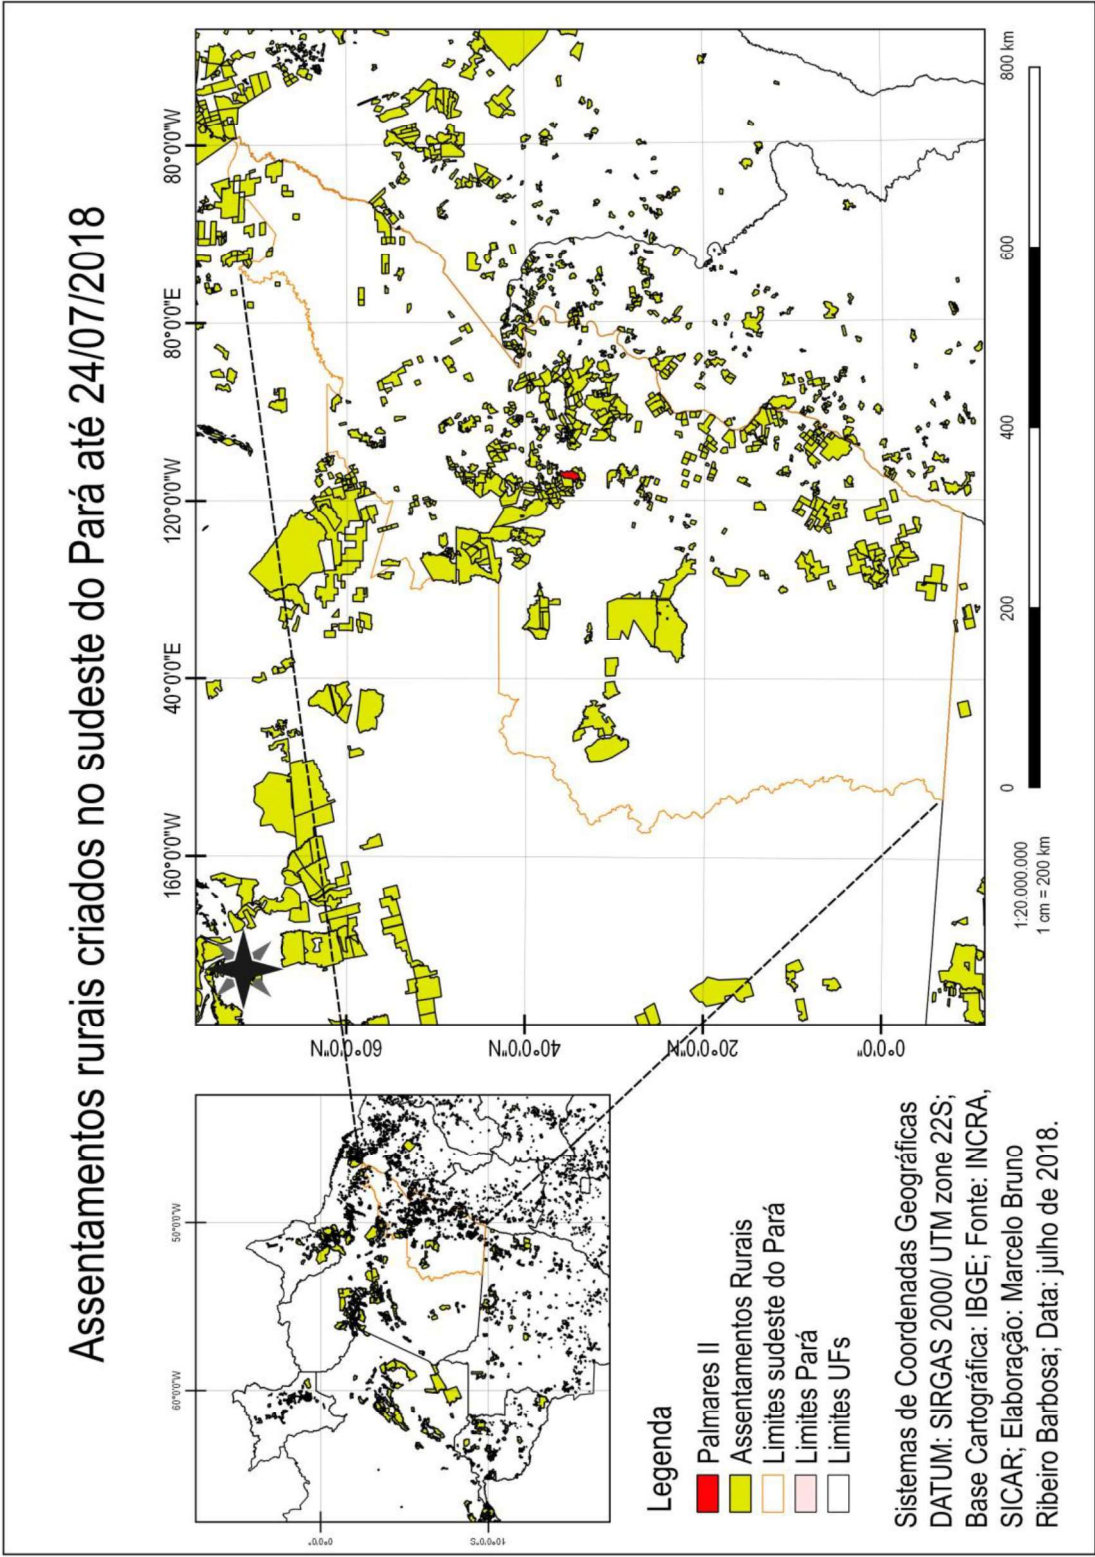 Assentamentos rurais criados no sudeste do Pará até 24/07/2018
60°0'0"W
50°0'0"W
0°0'0"
10°0'0"S
160°0'0"W
40°0'0"E
120°0'0"W
80°0'0"E
80°0'0"W
60°0'0"N
40°0'0"N
20°0'0"N
0°0'0"
Legenda
Palmares II
Assentamentos Rurais
Limites sudeste do Pará
Limites Pará
Limites UFs
Sistemas de Coordenadas Geográficas
DATUM: SIRGAS 2000/ UTM zone 22S;
Base Cartográfica: IBGE; Fonte: INCRA,
SICAR; Elaboração: Marcelo Bruno
Ribeiro Barbosa; Data: julho de 2018.
1:20.000.000
1 cm = 200 km
0
200
400
600
800 km